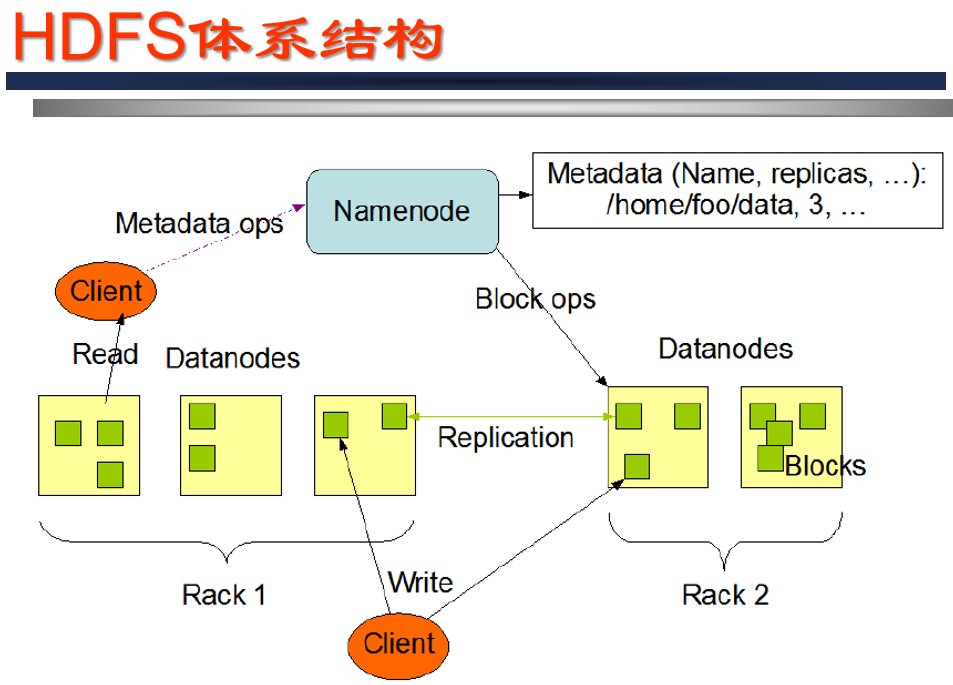 HDFS体系结构
Metadata (Name, replicas, …):
/home/foo/data, 3, …
Namenode
Metadata ops
Client
Block ops
Read
Datanodes
Datanodes
Replication
Blocks
Rack 1
Write
Rack 2
Client